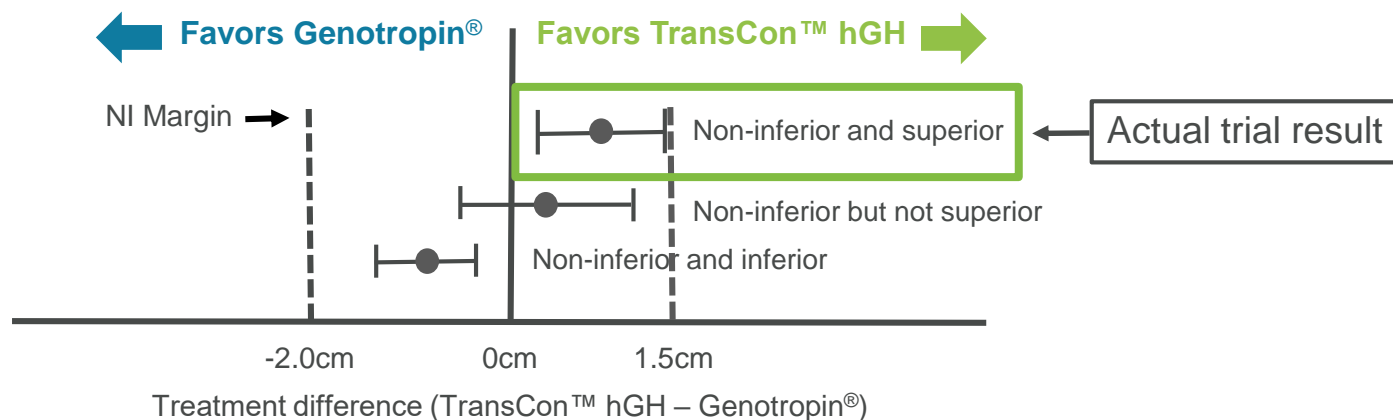 Favors Genotropin®
Favors TransCon™ hGH
NI Margin
Non-inferior and superior
Actual trial result
Non-inferior but not superior
Non-inferior and inferior
-2.0cm
0cm
1.5cm
Treatment difference (TransCon™ hGH – Genotropin®)